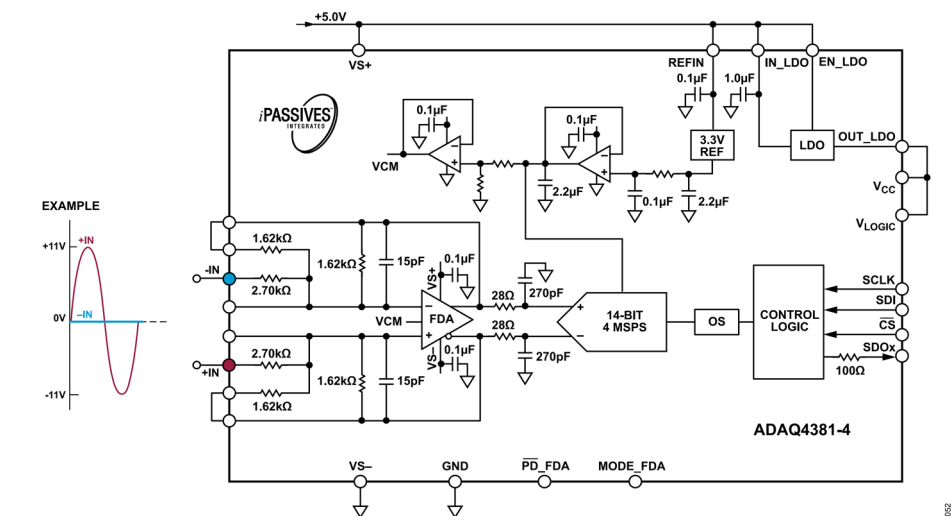 +5.0V
VS+
REFIN
IN_LDO
EN_LDO
0.1µF
1.0µF
iPASSIVES
INTEGRATED
0.1µF
0.1µF
3.3V
REF
LDO
OUT_LDO
VCM
2.2µF
0.1µF
2.2µF
VCC
VLOGIC
EXAMPLE
+11V
+IN
0V
–IN
-11V
1.62kΩ
-IN
2.70kΩ
1.62kΩ
15pF
VS+
0.1µF
28Ω
270pF
VCM
FDA
28Ω
270pF
VS–
0.1µF
14-BIT
4 MSPS
OS
CONTROL
LOGIC
SCLK
SDI
CS
SDOx
100Ω
2.70kΩ
+IN
1.62kΩ
15pF
1.62kΩ
ADAQ4381-4
VS–
GND
PD_FDA
MODE_FDA